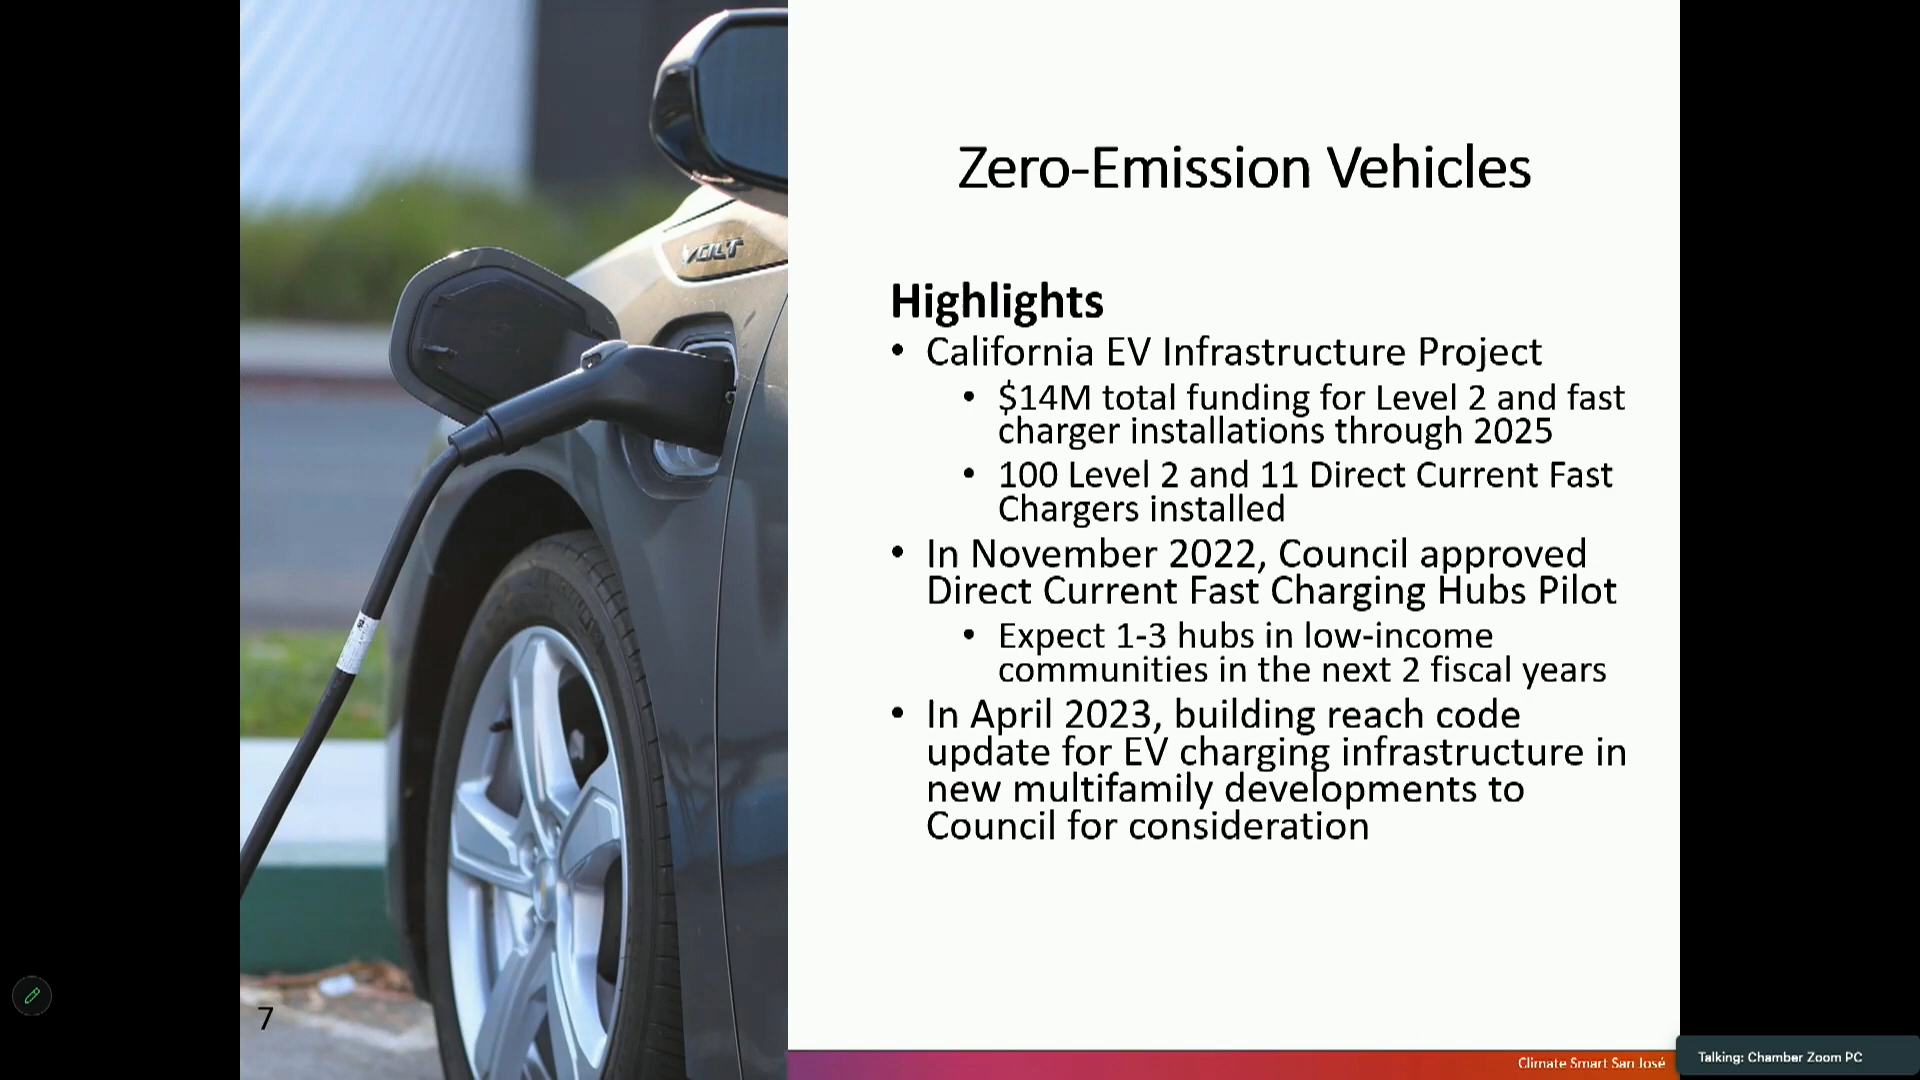 VOLT
Zero-Emission Vehicles
Highlights
• California EV Infrastructure Project
• $14M total funding for Level 2 and fast
charger installations through 2025
• 100 Level 2 and 11 Direct Current Fast
Chargers installed
• In November 2022, Council approved
Direct Current Fast Charging Hubs Pilot
• Expect 1-3 hubs in low-income
communities in the next 2 fiscal years
• In April 2023, building reach code
update for EV charging infrastructure in
new multifamily developments to
Council for consideration
7
Climate Smart San José
Talking: Chamber Zoom PC